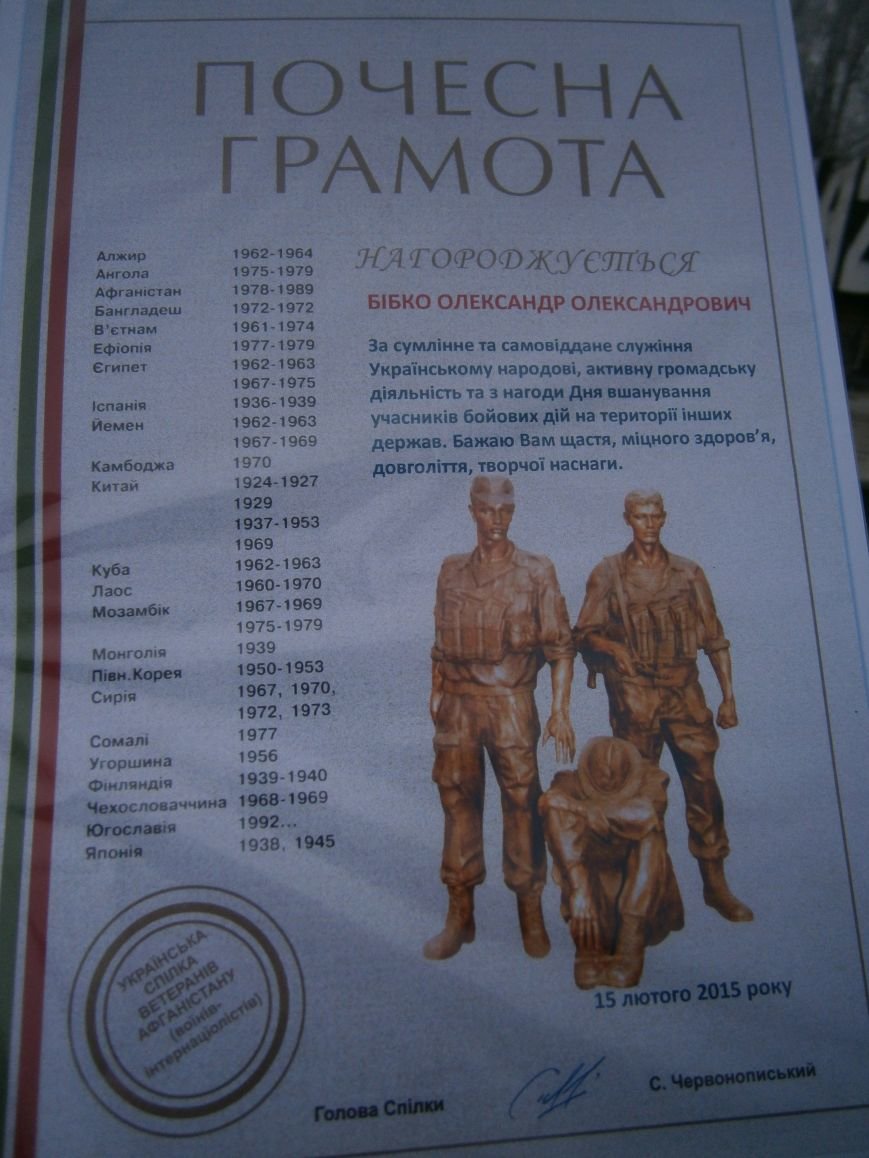 ПОЧЕСНА
ГРАМОТА
НАГОРОДЖУЄТЬСЯ
БІБКО ОЛЕКСАНДР ОЛЕКСАНДРОВИЧ
За сумлінне та самовіддане служіння
Українському народові, активну громадську
діяльність та з нагоди Дня вшанування
учасників бойових дій на території інших
держав. Бажаю Вам щастя, міцного здоров'я,
довголіття, творчої наснаги.
Алжир 1962-1964
Ангола 1975-1979
Афганістан 1978-1989
Бангладеш 1972-1972
В'єтнам 1961-1974
Ефіопія 1977-1979
Єгипет 1962-1963
1967-1975
Іспанія 1936-1939
Йемен 1962-1963
1967-1969
Камбоджа 1970
Китай 1924-1927
1929
1937-1953
1969
Куба 1962-1963
Лаос 1960-1970
Мозамбік 1967-1969
1975-1979
Монголія 1939
Півн.Корея 1950-1953
Сирія 1967, 1970,
1972, 1973
Сомалі 1977
Угоршина 1956
Фінляндія 1939-1940
Чехословаччина 1968-1969
Югославія 1992...
Японія 1938, 1945
УКРАЇНСЬКА
СПІЛКА
ВЕТЕРАНІВ
АФГАНІСТАНУ
(воїнів-
інтернаціолістів)
15 лютого 2015 року
Голова Спілки
С. Червонописький